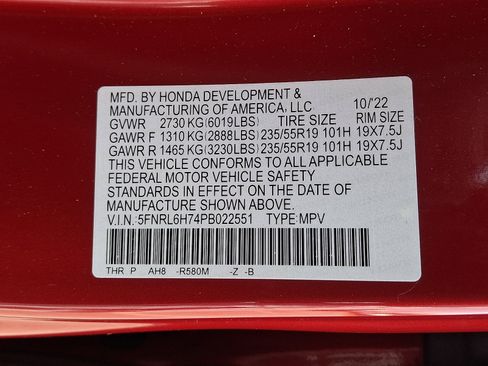 MFD. BY HONDA DEVELOPMENT &
MANUFACTURING OF AMERICA, LLC 10/'22
GVWR 2730 KG(6019LBS) TIRE SIZE RIM SIZE
GAWR F 1310 KG(2888LBS) 235/55R19 101H 19X7.5J
GAWR R 1465 KG(3230LBS) 235/55R19 101H 19X7.5J
THIS VEHICLE CONFORMS TO ALL APPLICABLE
FEDERAL MOTOR VEHICLE SAFETY
STANDARDS IN EFFECT ON THE DATE OF
MANUFACTURE SHOWN ABOVE.
V.I.N.: 5FNRL6H74PB022551 TYPE: MPV
THR P AH8 -R580M -Z -B